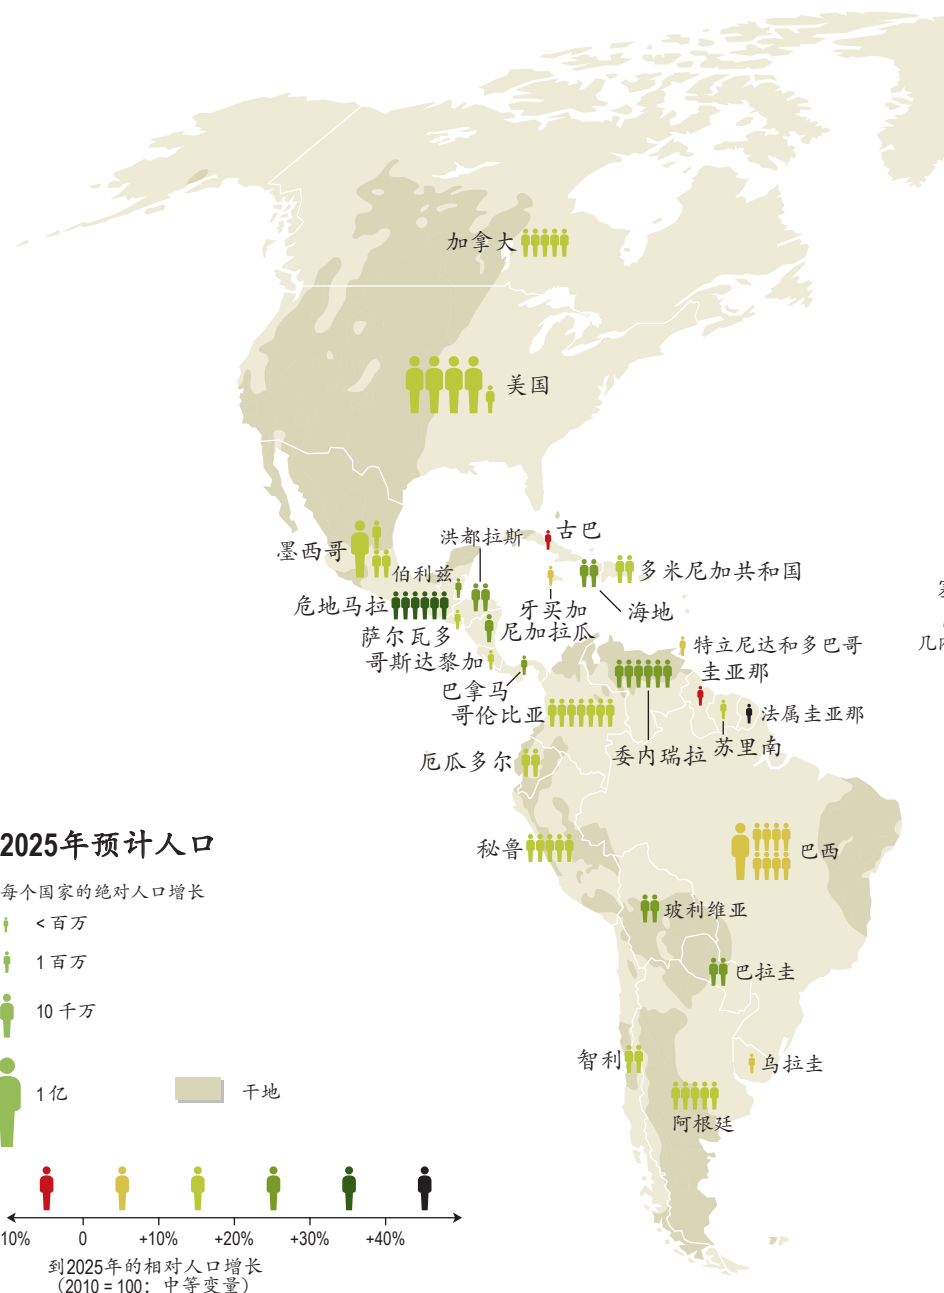 加拿大
美国
古巴
洪都拉斯
墨西哥
多米尼加共和国
伯利兹
危地马拉
牙买加
海地
萨尔瓦多
尼加拉瓜
特立尼达和多巴哥
哥斯达黎加
圭亚那
巴拿马
哥伦比亚
法属圭亚那
委内瑞拉
苏里南
厄瓜多尔
秘鲁
巴西
玻利维亚
巴拉圭
智利
乌拉圭
阿根廷
2025年预计人口
每个国家的绝对人口增长
< 百万
1 百万
10 千万
1 亿
干地
10% 0 +10% +20% +30% +40%
到2025年的相对人口增长
(2010 = 100：中等变量)